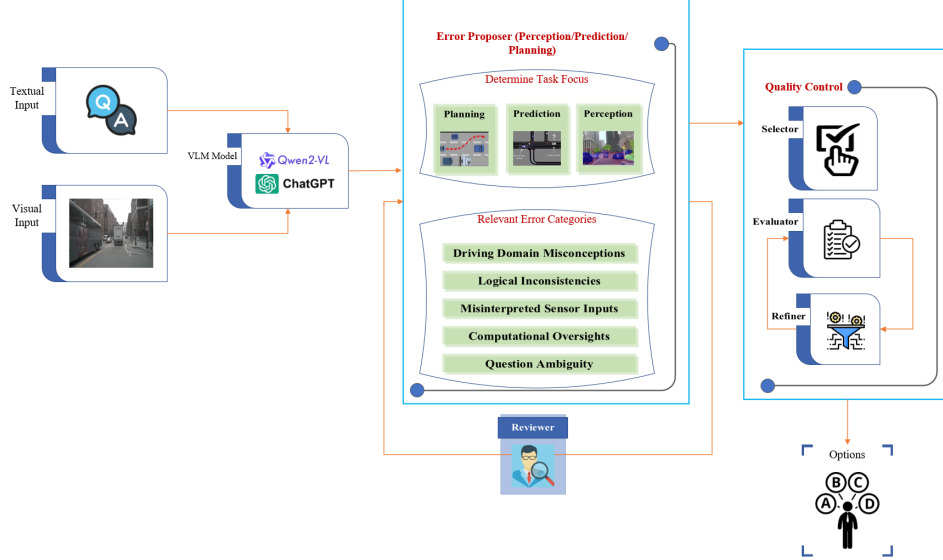 Textual
Input
Q
A
Visual
Input
VLM Model
Qwen2-VL
ChatGPT
Error Proposer (Perception/Prediction/
Planning)
Determine Task Focus
Planning
Prediction
Perception
Relevant Error Categories
Driving Domain Misconceptions
Logical Inconsistencies
Misinterpreted Sensor Inputs
Computational Oversights
Question Ambiguity
Reviewer
Quality Control
Selector
Evaluator
Refiner
Options
A
B
C
D